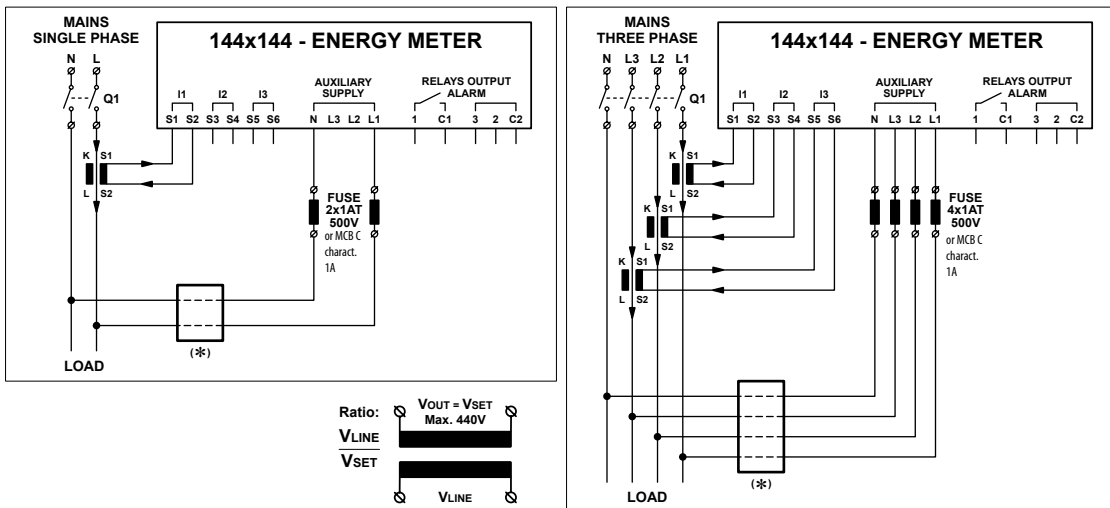 MAINS
SINGLE PHASE
N L
Q1
144x144 - ENERGY METER
I1 I2 I3
AUXILIARY
SUPPLY
RELAYS OUTPUT
ALARM
S1 S2 S3 S4 S5 S6 N L3 L2 L1 1 C1 3 2 C2
K S1
L S2
FUSE
2x1AT
500V
or MCB C
charact.
1A
(*)
LOAD
Ratio:
VLINE
VSET
VOUT = VSET
Max. 440V
VLINE
MAINS
THREE PHASE
N L3 L2 L1
Q1
144x144 - ENERGY METER
I1 I2 I3
AUXILIARY
SUPPLY
RELAYS OUTPUT
ALARM
S1 S2 S3 S4 S5 S6 N L3 L2 L1 1 C1 3 2 C2
K S1
L S2
K S1
L S2
K S1
L S2
FUSE
4x1AT
500V
or MCB C
charact.
1A
(*)
LOAD